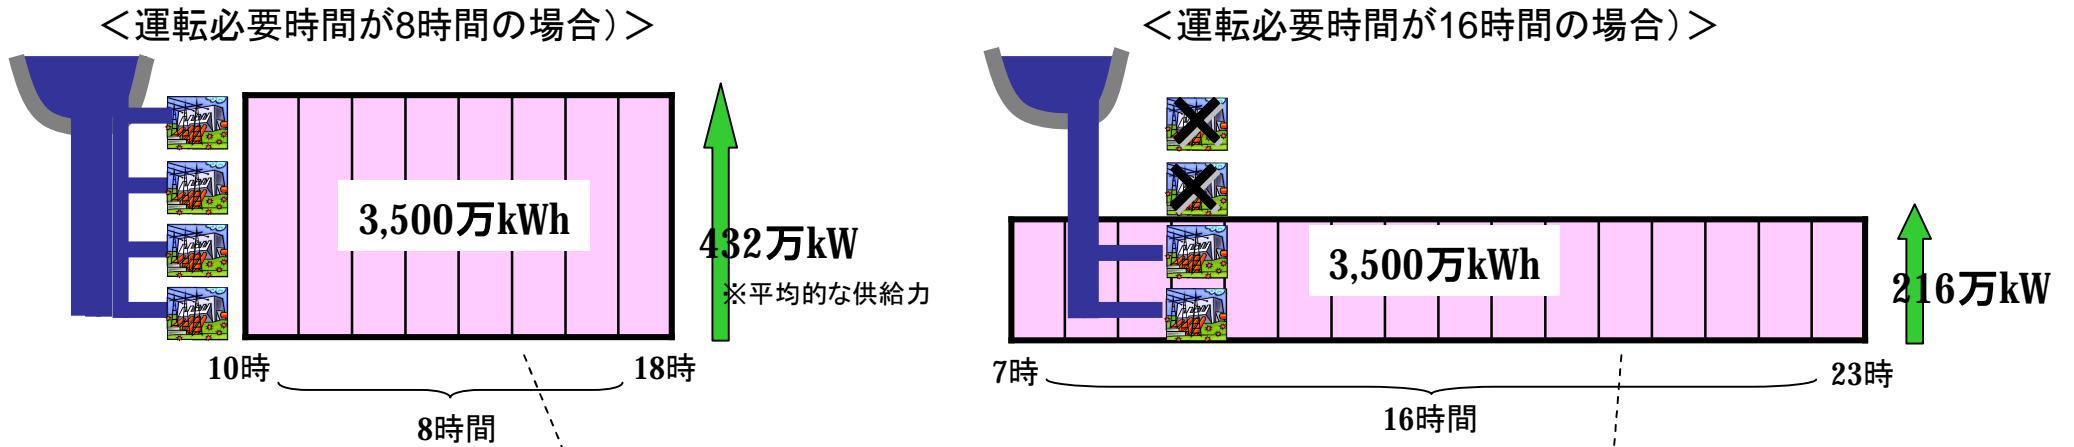 ＜運転必要時間が8時間の場合）＞
3,500万kWh
432万kW
※平均的な供給力
10時
18時
8時間
＜運転必要時間が16時間の場合）＞
3,500万kWh
216万kW
7時
23時
16時間